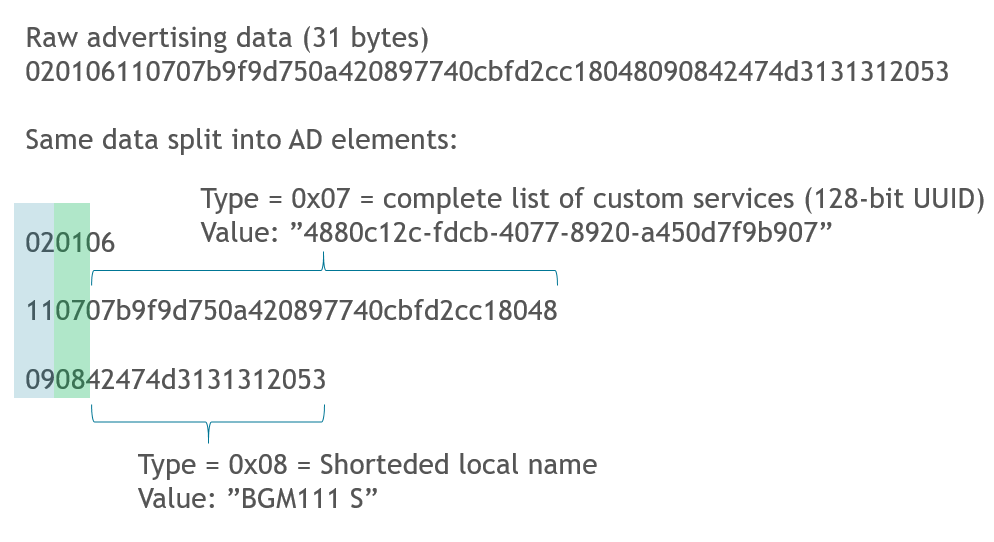 Raw advertising data (31 bytes)
020106110707b9f9d750a420897740cbfd2cc18048090842474d3131312053
Same data split into AD elements:
Type = 0x07 = complete list of custom services (128-bit UUID)
Value: ”4880c12c-fdcb-4077-8920-a450d7f9b907”
020106
110707b9f9d750a420897740cbfd2cc18048
090842474d3131312053
Type = 0x08 = Shorteded local name
Value: ”BGM111 S”